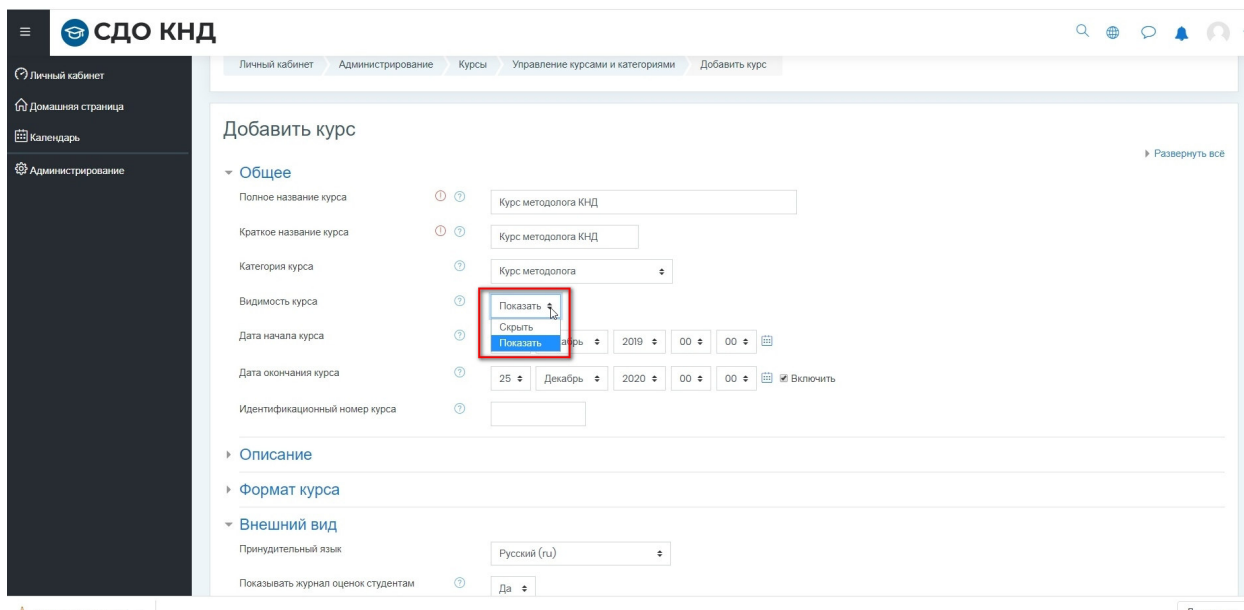 СДО КНД
Личный кабинет
Домашняя страница
Календарь
Администрирование
Личный кабинет Администрирование Курсы Управление курсами и категориями Добавить курс
Добавить курс
Развернуть всё
Общее
Полное название курса Курс методолога КНД
Краткое название курса Курс методолога КНД
Категория курса Курс методолога
Видимость курса Показать
Скрыть
Показать
Дата начала курса абрь 2019 00 00
Дата окончания курса 25 Декабрь 2020 00 00 Включить
Идентификационный номер курса
Описание
Формат курса
Внешний вид
Принудительный язык Русский (ru)
Показывать журнал оценок студентам Да